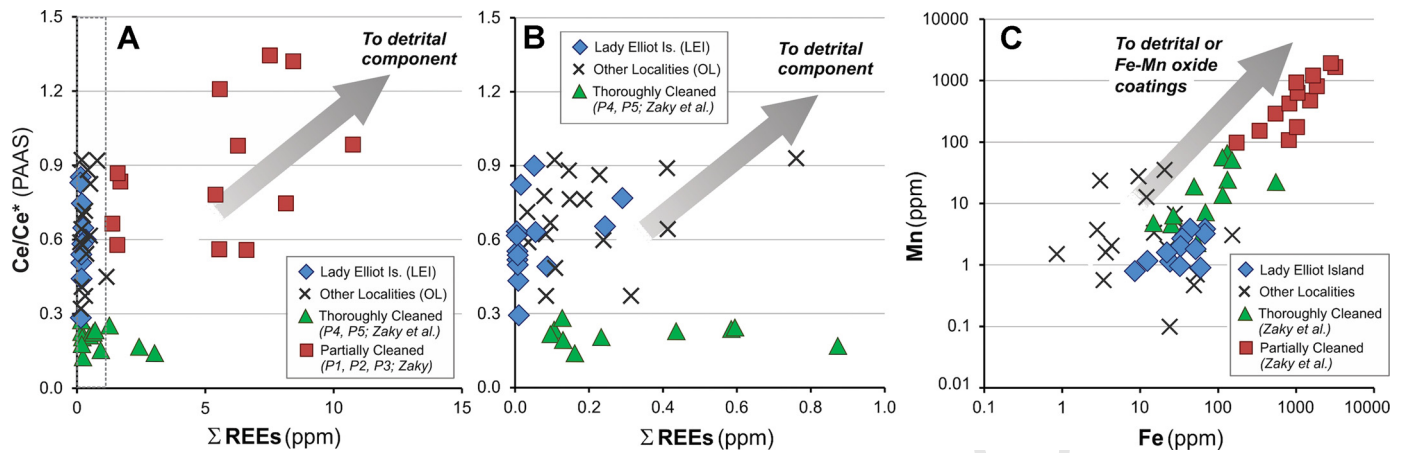 A
To detrital
component
Ce/Ce* (PAAS)
1.5
1.2
0.9
0.6
0.3
0.0
0
5
10
15
Σ REEs (ppm)
Lady Elliot Is. (LEI)
Other Localities (OL)
Thoroughly Cleaned
(P4, P5; Zaky et al.)
Partially Cleaned
(P1, P2, P3; Zaky)
B
Lady Elliot Is. (LEI)
Other Localities (OL)
Thoroughly Cleaned
(P4, P5; Zaky et al.)
To detrital
component
1.5
1.2
0.9
0.6
0.3
0.0
0.0
0.2
0.4
0.6
0.8
1.0
Σ REEs (ppm)
C
To detrital or
Fe-Mn oxide
coatings
Mn (ppm)
10000
1000
100
10
1
0.1
0.01
0.1
1
10
100
1000
10000
Fe (ppm)
Lady Elliot Island
Other Localities
Thoroughly Cleaned
(Zaky et al.)
Partially Cleaned
(Zaky et al.)